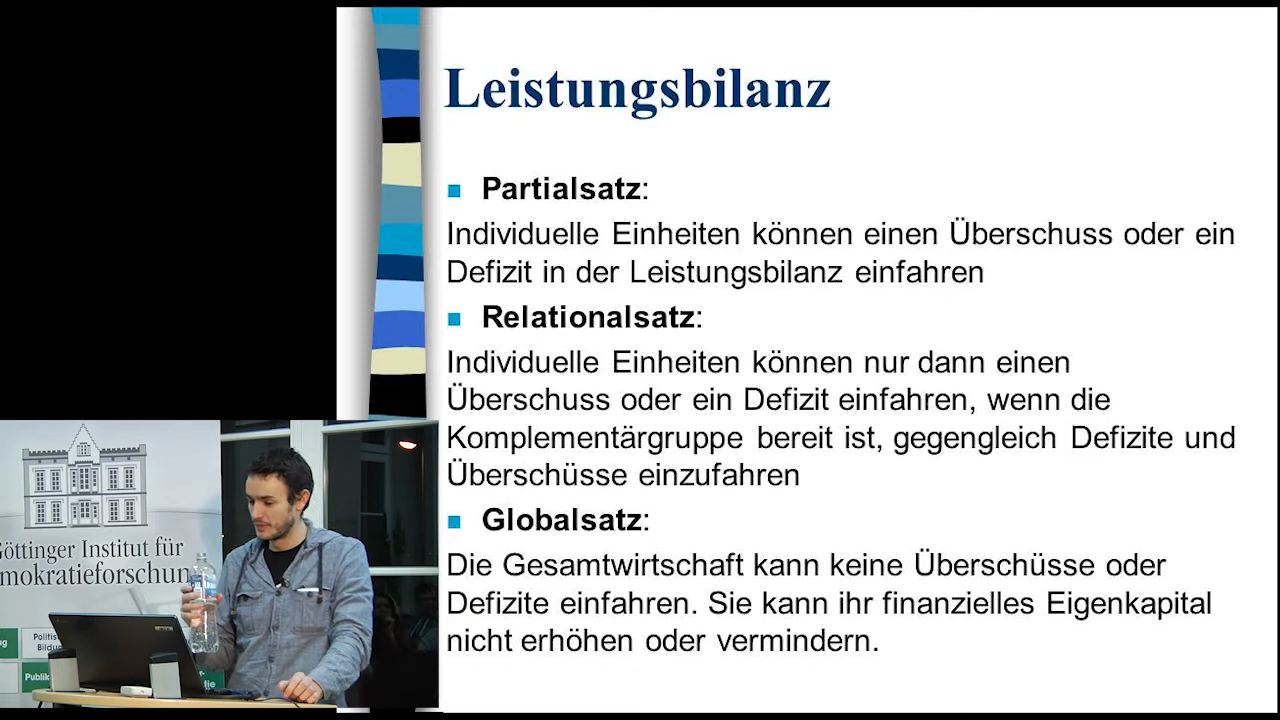 Leistungsbilanz
Partialsatz:
Individuelle Einheiten können einen Überschuss oder ein
Defizit in der Leistungsbilanz einfahren
Relationalsatz:
Individuelle Einheiten können nur dann einen
Überschuss oder ein Defizit einfahren, wenn die
Komplementärgruppe bereit ist, gegengleich Defizite und
Überschüsse einzufahren
Globalsatz:
Die Gesamtwirtschaft kann keine Überschüsse oder
Defizite einfahren. Sie kann ihr finanzielles Eigenkapital
nicht erhöhen oder vermindern.
öttinger Institut für
mokratieforschun
Politis
Bildu
Publik